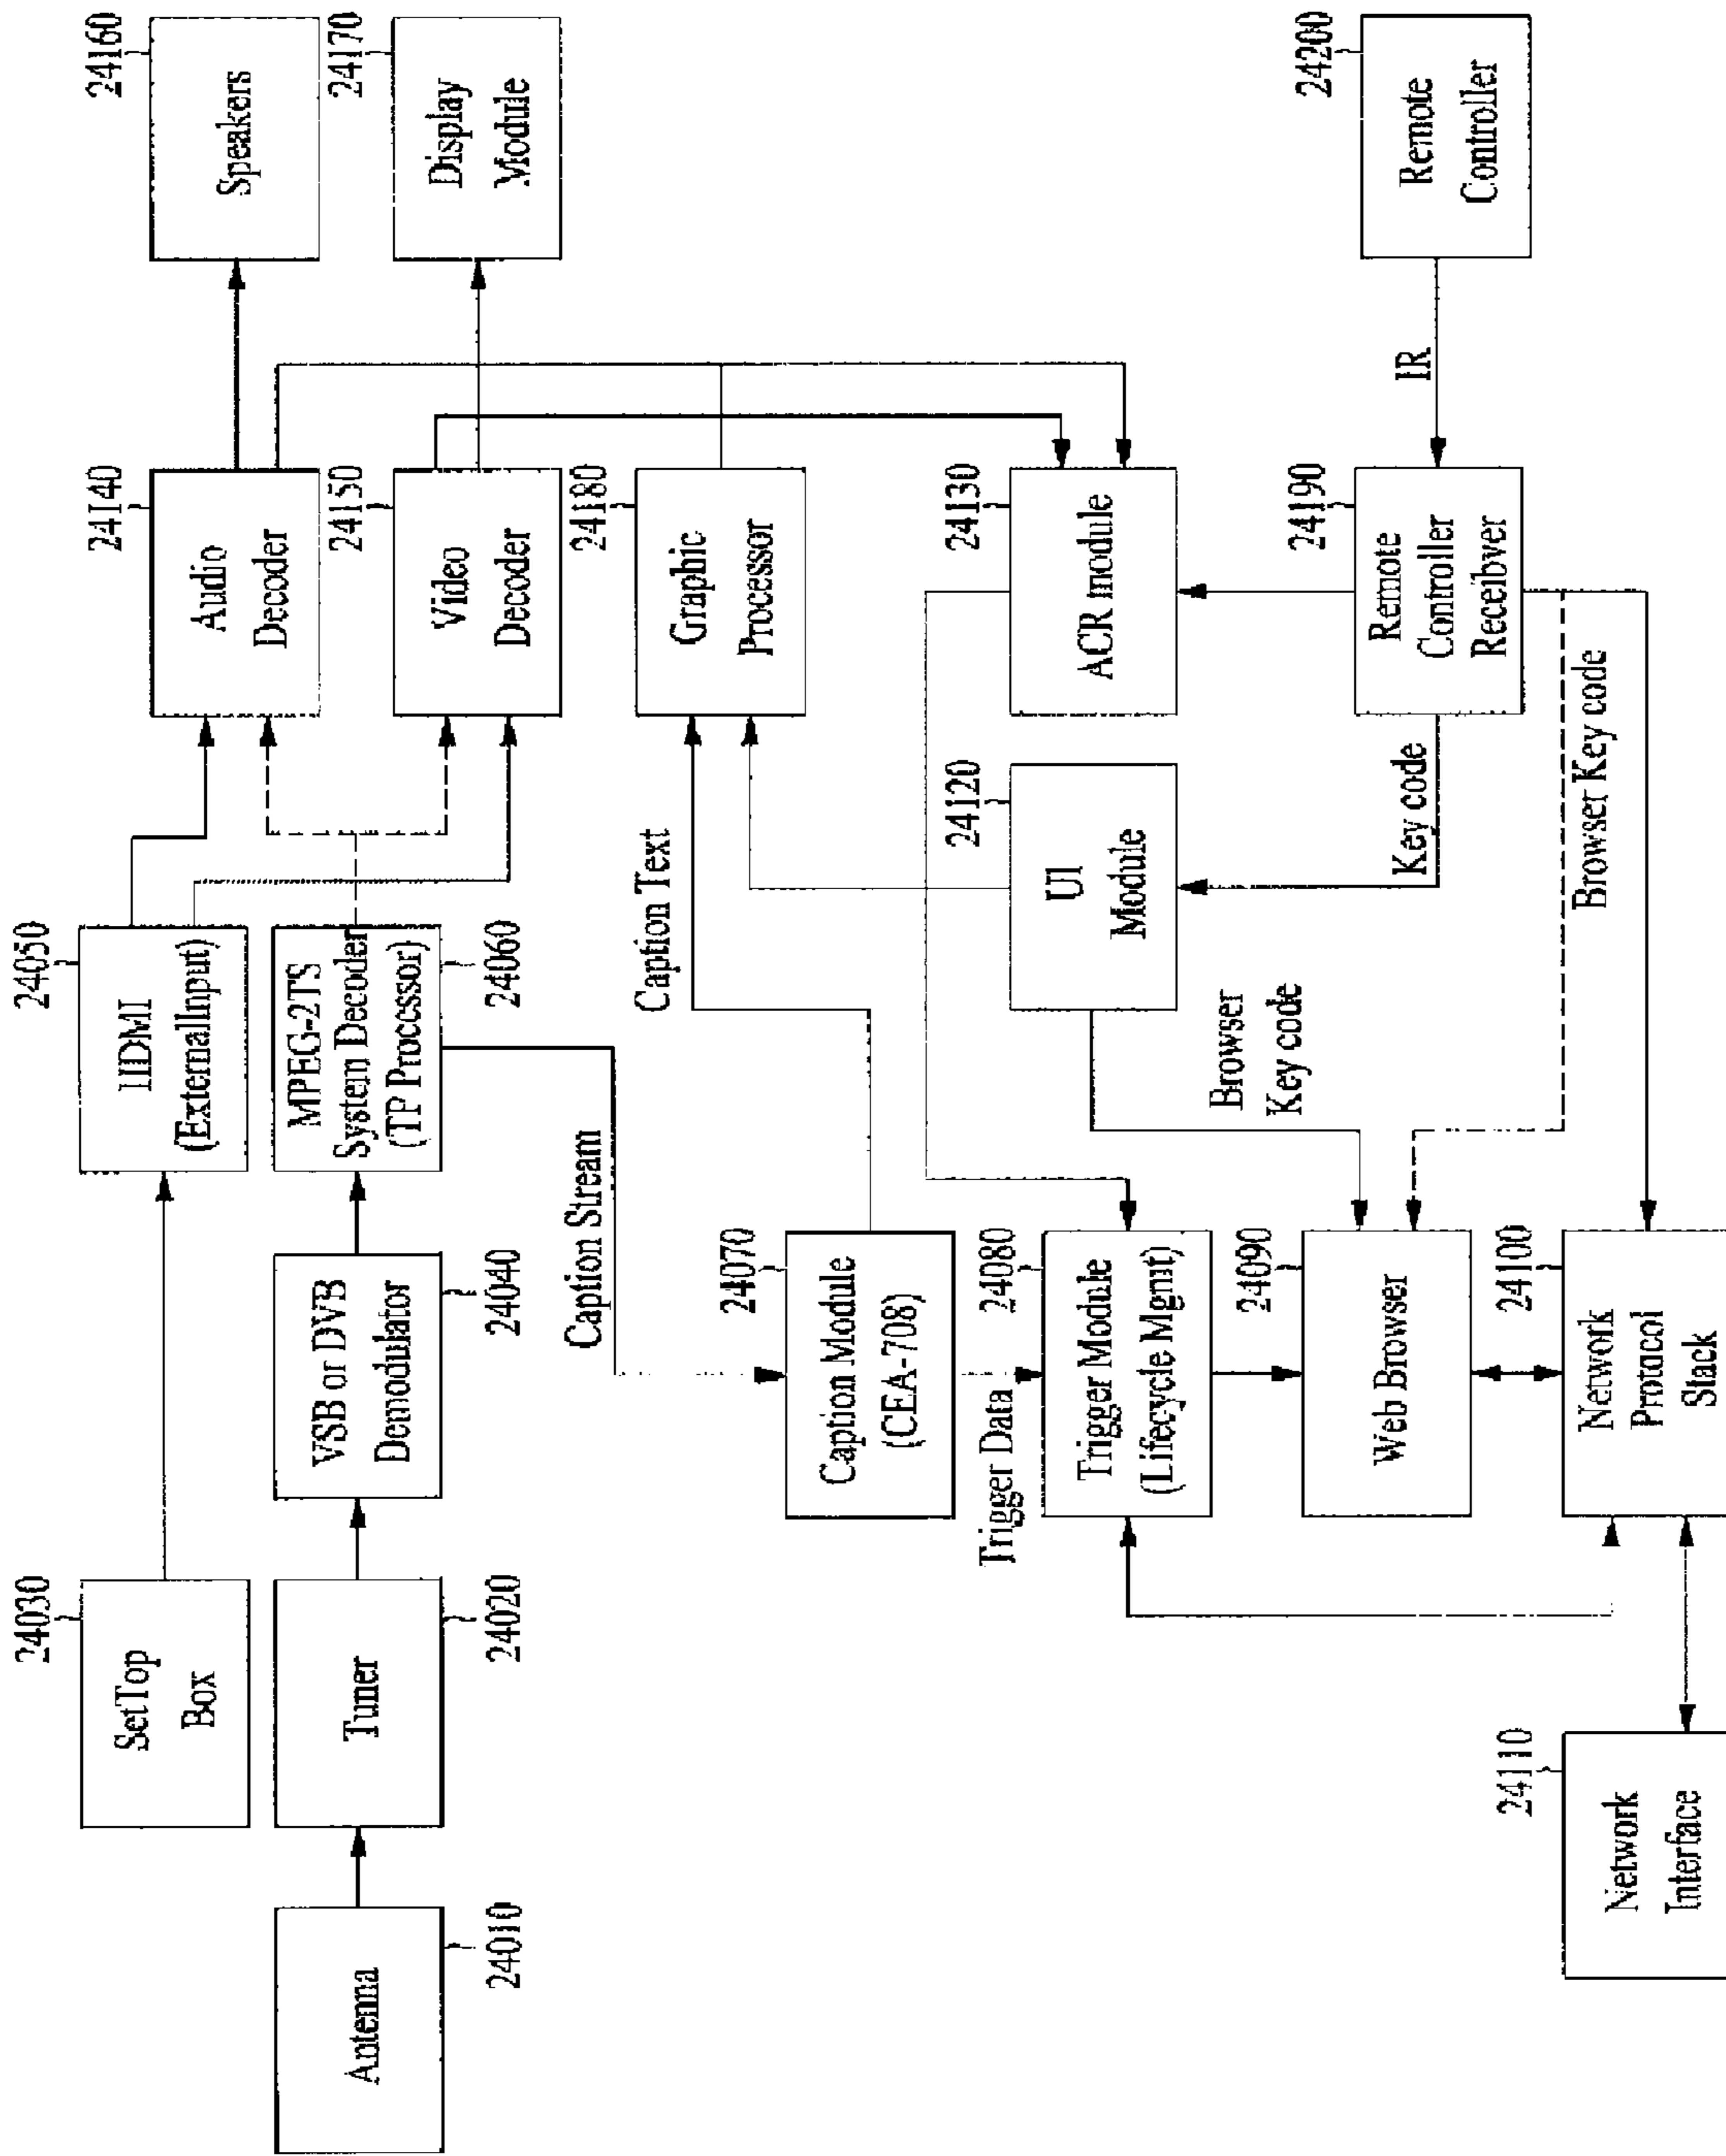 24030
SetTop
Box
24050
HDMI
(ExternalInput)
24140
Audio
Decoder
24160
Speakers
Antenna
24010
Tuner
24020
VSB or DVB
Demodulator
24040
MPEG-2TS
System Decoder
(TP Processor)
24060
24150
Video
Decoder
24170
Display
Module
Caption Stream
Caption Text
24180
Graphic
Processor
24070
Caption Module
(CEA-708)
Trigger Data
24080
Trigger Module
(Lifecycle Mgmt)
24120
UI
Module
24130
ACR module
Browser
Key code
24090
Web Browser
Key code
24190
Remote
Controller
Receibver
IR
24200
Remote
Controller
Browser Key code
24110
Network
Interface
24100
Network
Protacol
Stack